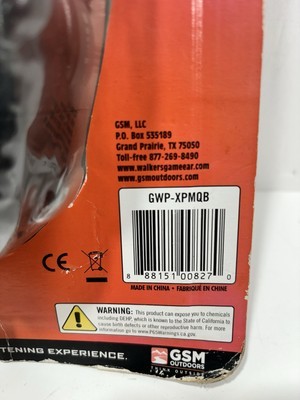 GSM, LLC
P.O. Box 535189
Grand Prairie, TX 75050
Toll-free 877-269-8490
www.walkersgameear.com
www.gsmoutdoors.com
GWP-XPMQB
8 88151 00827 0
MADE IN CHINA • FABRIQUÉ EN CHINE
CE
WARNING: This product can expose you to chemicals
including DEHP, which is known to the State of California to
cause birth defects or other reproductive harm. For more
information go to www.P65Warnings.ca.gov.
TENING EXPERIENCE.
GSM
OUTDOORS